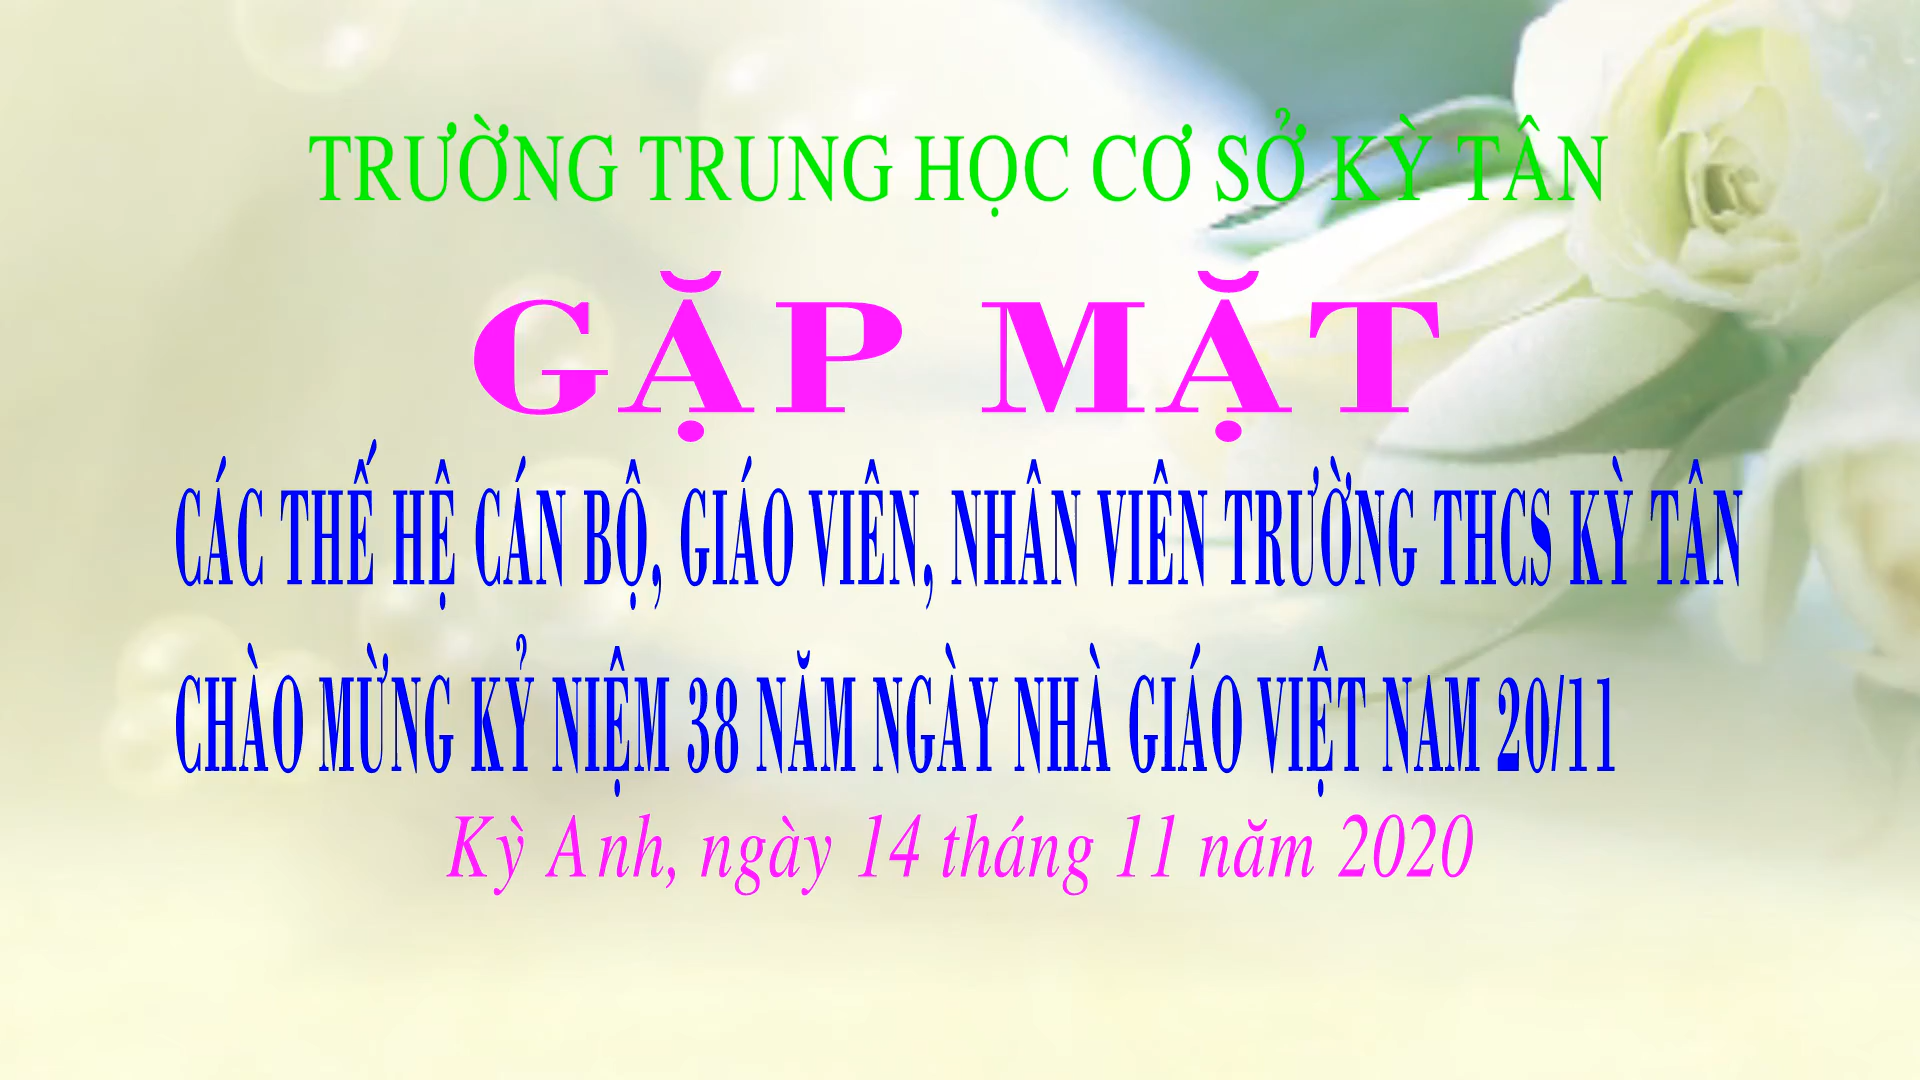 TRƯỜNG TRUNG HỌC CƠ SỞ KỲ TÂN
GẶP MẶT
CÁC THẾ HỆ CÁN BỘ, GIÁO VIÊN, NHÂN VIÊN TRƯỜNG THCS KỲ TÂN
CHÀO MỪNG KỶ NIỆM 38 NĂM NGÀY NHÀ GIÁO VIỆT NAM 20/11
Kỳ Anh, ngày 14 tháng 11 năm 2020